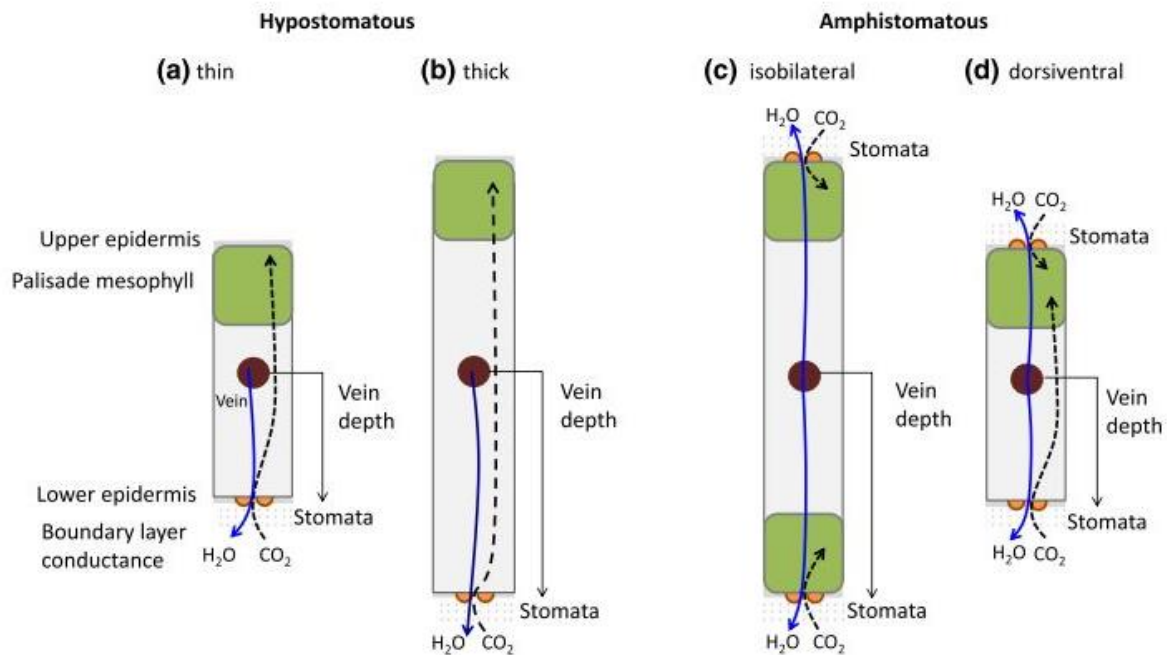 Hypostomatous
Amphistomatous
(a) thin
(b) thick
(c) isobilateral
(d) dorsiventral
Upper epidermis
Palisade mesophyll
Vein
Vein
depth
Lower epidermis
Stomata
Boundary layer
conductance
H₂O
CO₂
Vein
depth
Stomata
H₂O
CO₂
H₂O
CO₂
Stomata
Vein
depth
Stomata
H₂O
CO₂
H₂O
CO₂
Stomata
Vein
depth
Stomata
H₂O
CO₂